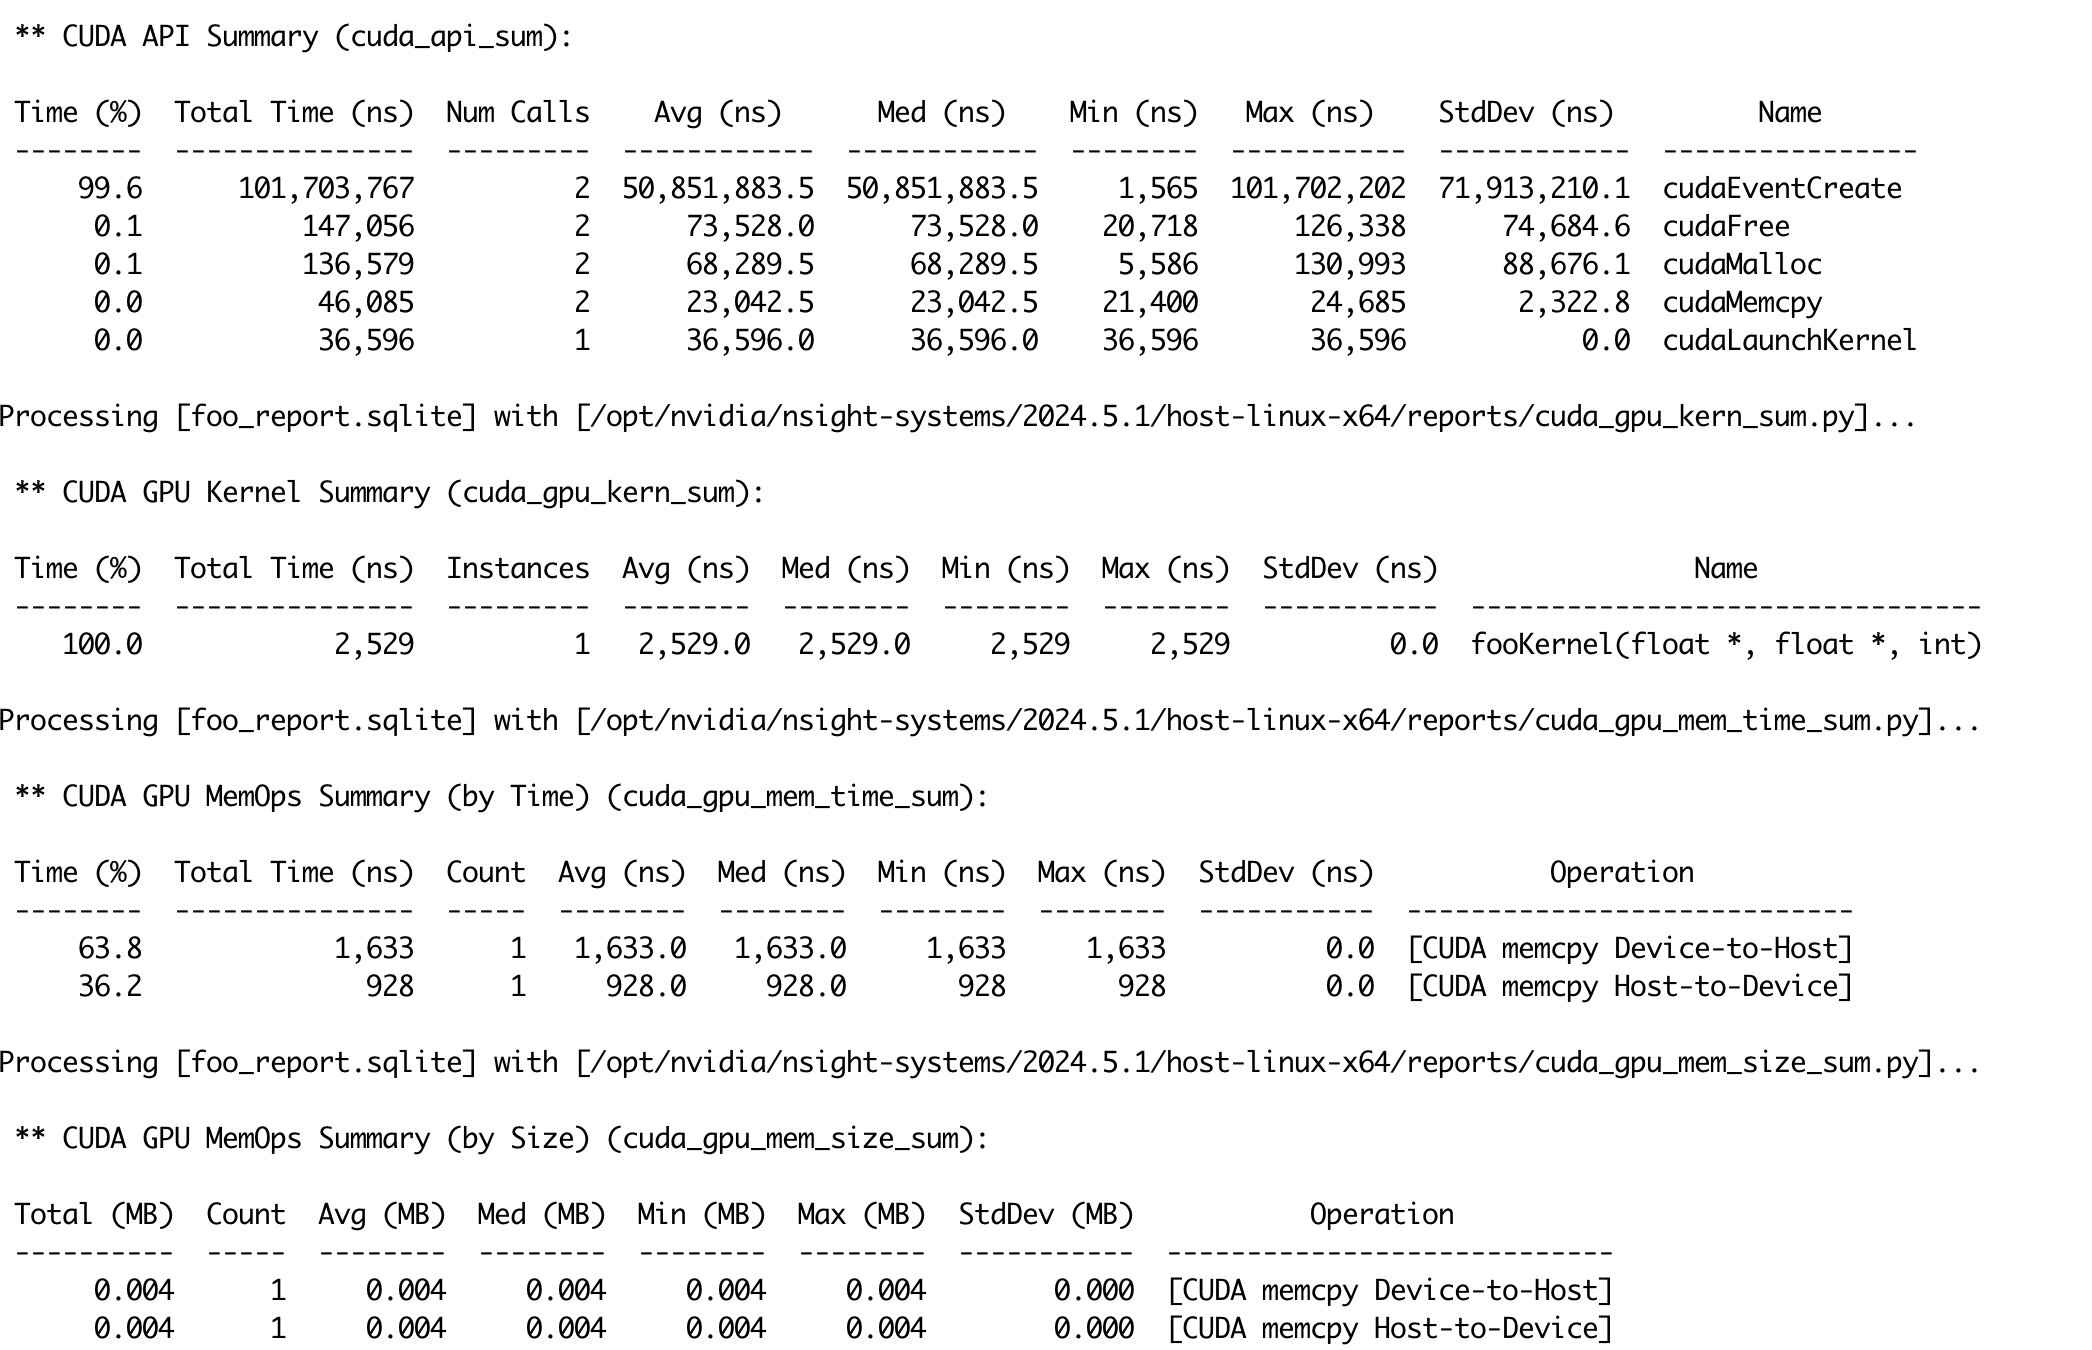 ** CUDA API Summary (cuda_api_sum):
Time (%)  Total Time (ns)  Num Calls    Avg (ns)      Med (ns)    Min (ns)   Max (ns)    StdDev (ns)         Name
--------  ---------------  ---------  ------------  ------------  --------  -----------  ------------  ----------------
    99.6      101,703,767          2  50,851,883.5  50,851,883.5     1,565  101,702,202  71,913,210.1  cudaEventCreate
     0.1          147,056          2      73,528.0      73,528.0    20,718      126,338      74,684.6  cudaFree
     0.1          136,579          2      68,289.5      68,289.5     5,586      130,993      88,676.1  cudaMalloc
     0.0           46,085          2      23,042.5      23,042.5    21,400       24,685       2,322.8  cudaMemcpy
     0.0           36,596          1      36,596.0      36,596.0    36,596       36,596           0.0  cudaLaunchKernel
Processing [foo_report.sqlite] with [/opt/nvidia/nsight-systems/2024.5.1/host-linux-x64/reports/cuda_gpu_kern_sum.py]...
** CUDA GPU Kernel Summary (cuda_gpu_kern_sum):
Time (%)  Total Time (ns)  Instances  Avg (ns)  Med (ns)  Min (ns)  Max (ns)  StdDev (ns)                Name
--------  ---------------  ---------  --------  --------  --------  --------  -----------  --------------------------------
   100.0            2,529          1   2,529.0   2,529.0     2,529     2,529          0.0  fooKernel(float *, float *, int)
Processing [foo_report.sqlite] with [/opt/nvidia/nsight-systems/2024.5.1/host-linux-x64/reports/cuda_gpu_mem_time_sum.py]...
** CUDA GPU MemOps Summary (by Time) (cuda_gpu_mem_time_sum):
Time (%)  Total Time (ns)  Count  Avg (ns)  Med (ns)  Min (ns)  Max (ns)  StdDev (ns)           Operation
--------  ---------------  -----  --------  --------  --------  --------  -----------  ----------------------------
    63.8            1,633      1   1,633.0   1,633.0     1,633     1,633          0.0  [CUDA memcpy Device-to-Host]
    36.2              928      1     928.0     928.0       928       928          0.0  [CUDA memcpy Host-to-Device]
Processing [foo_report.sqlite] with [/opt/nvidia/nsight-systems/2024.5.1/host-linux-x64/reports/cuda_gpu_mem_size_sum.py]...
** CUDA GPU MemOps Summary (by Size) (cuda_gpu_mem_size_sum):
Total (MB)  Count  Avg (MB)  Med (MB)  Min (MB)  Max (MB)  StdDev (MB)           Operation
----------  -----  --------  --------  --------  --------  -----------  ----------------------------
     0.004      1     0.004     0.004     0.004     0.004        0.000  [CUDA memcpy Device-to-Host]
     0.004      1     0.004     0.004     0.004     0.004        0.000  [CUDA memcpy Host-to-Device]